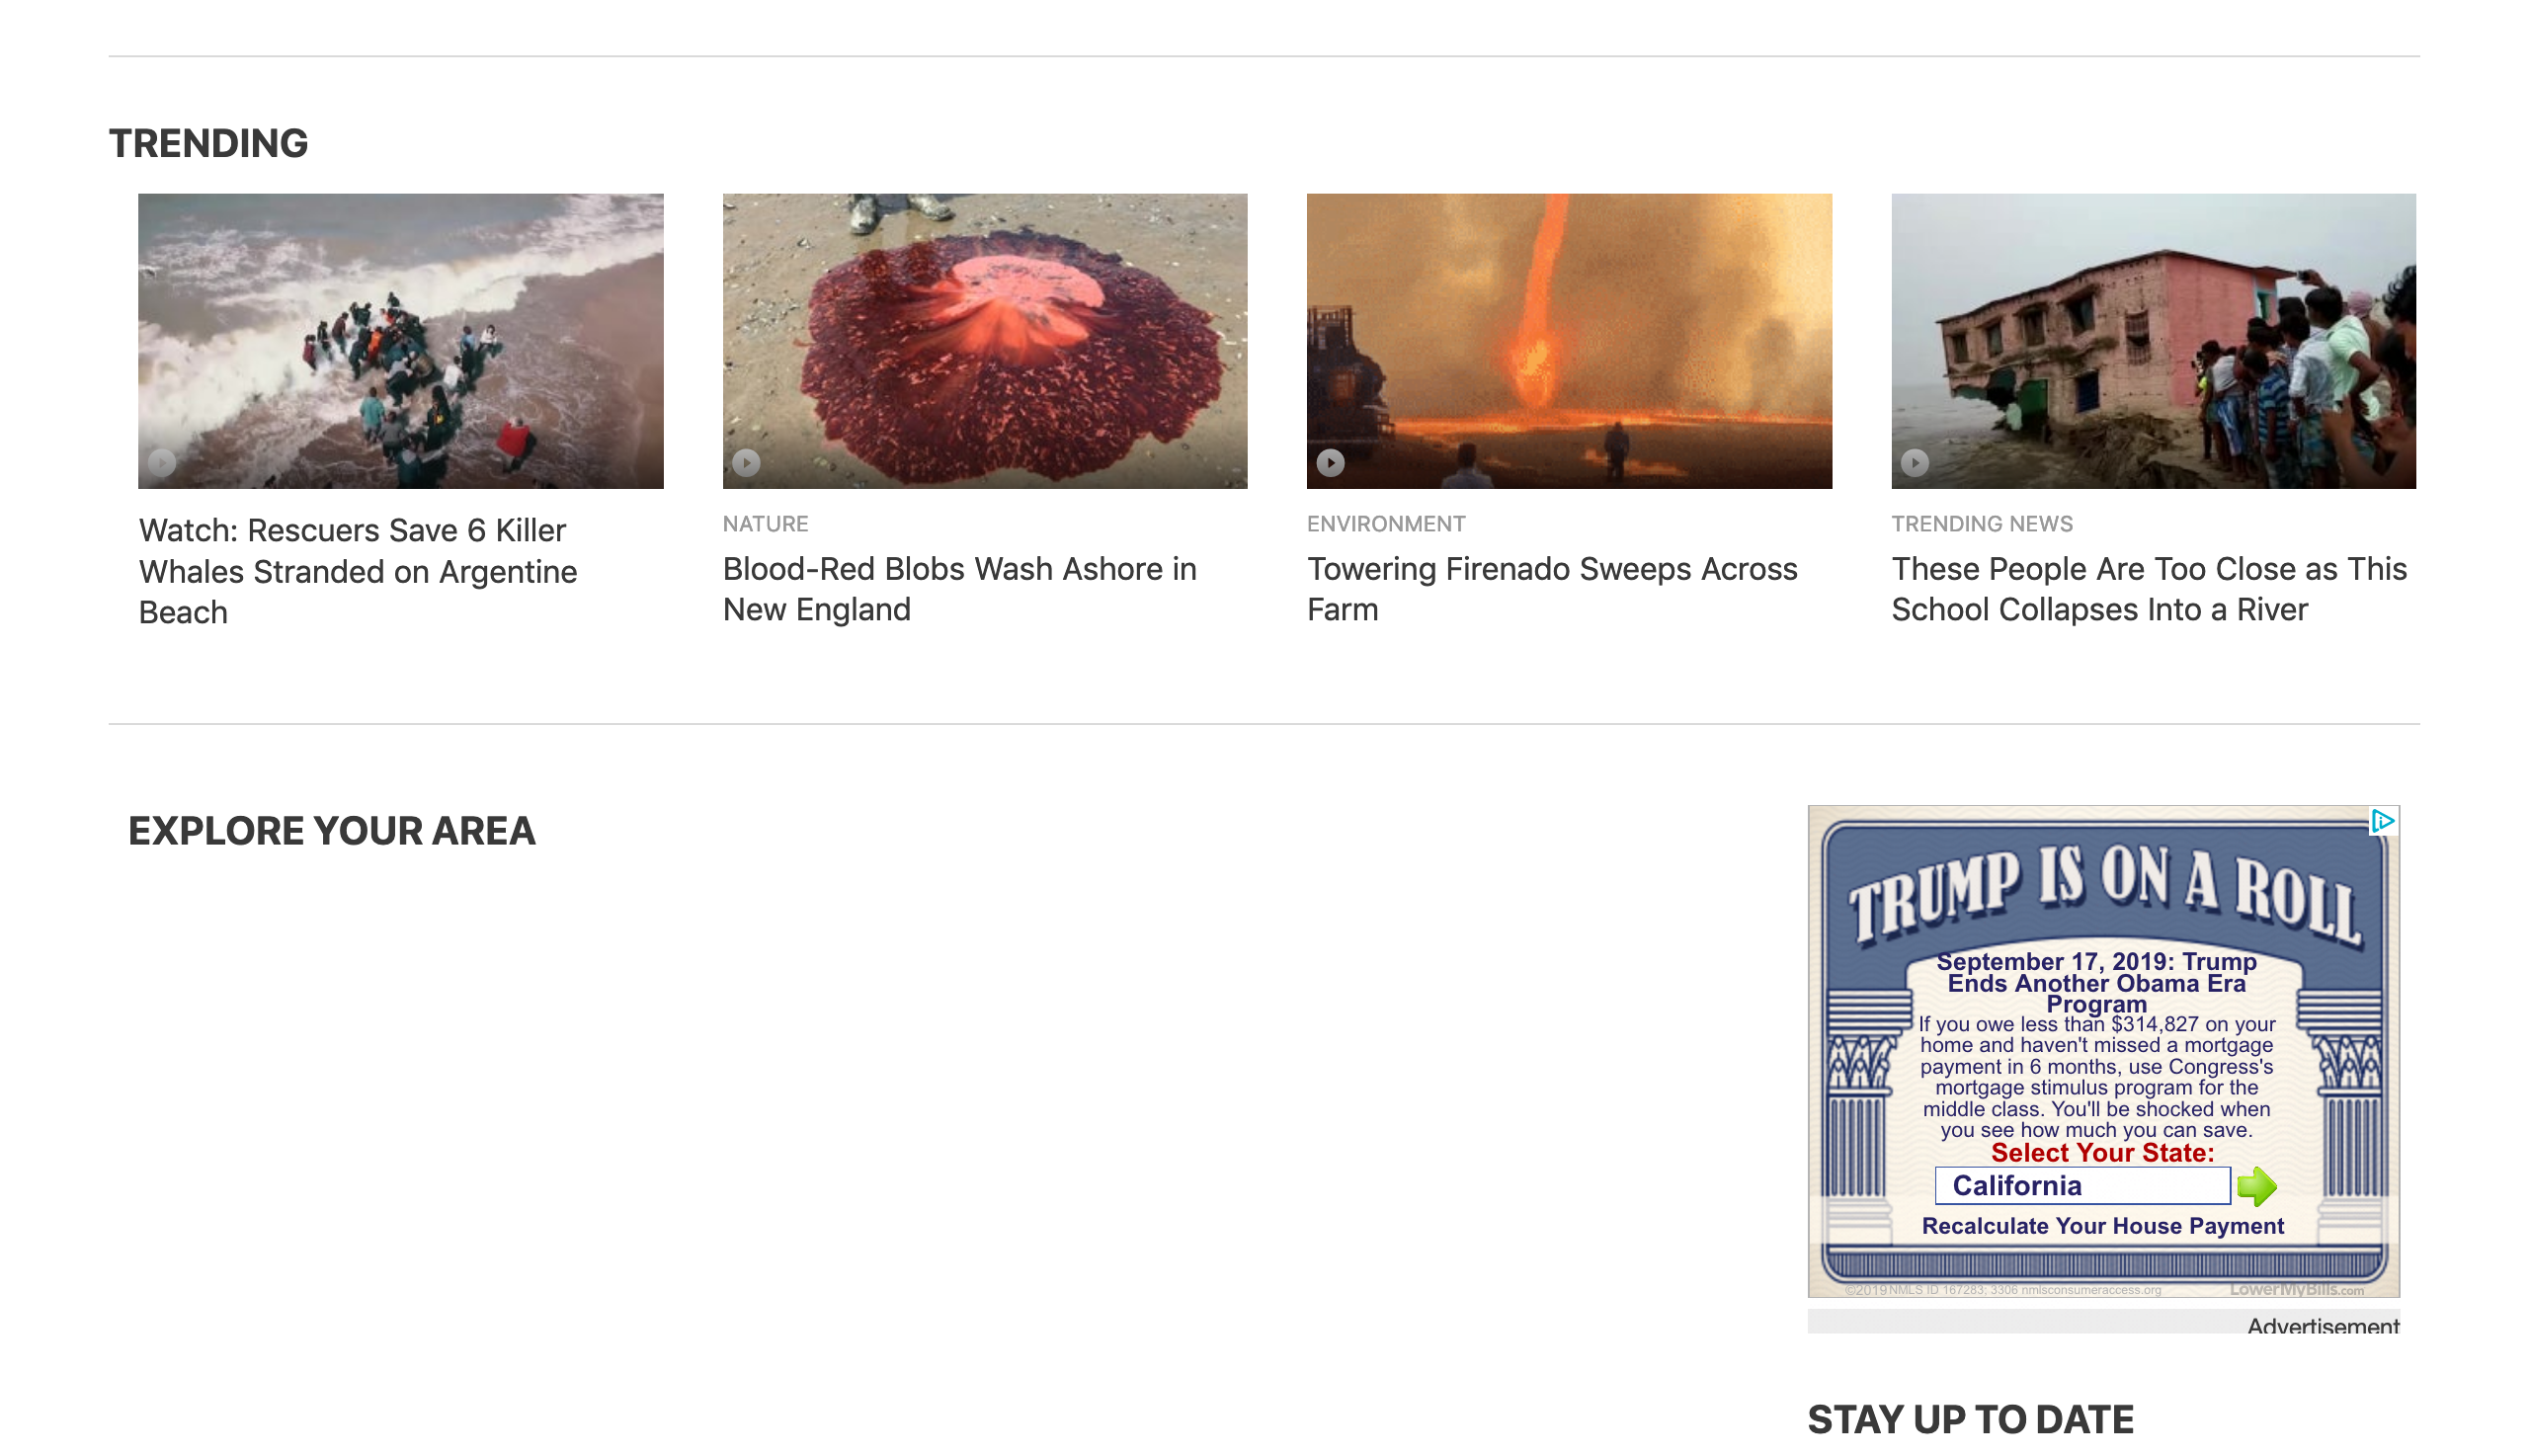 TRENDING
Watch: Rescuers Save 6 Killer
Whales Stranded on Argentine
Beach
NATURE
Blood-Red Blobs Wash Ashore in
New England
ENVIRONMENT
Towering Firenado Sweeps Across
Farm
TRENDING NEWS
These People Are Too Close as This
School Collapses Into a River
EXPLORE YOUR AREA
TRUMP IS ON A ROLL
September 17, 2019: Trump
Ends Another Obama Era
Program
If you owe less than $314,827 on your
home and haven't missed a mortgage
payment in 6 months, use Congress's
mortgage stimulus program for the
middle class. You'll be shocked when
you see how much you can save.
Select Your State:
California
Recalculate Your House Payment
©2019 NMLS ID 167283; 3306 nmlsconsumeraccess.org LowerMyBills.com
Advertisement
STAY UP TO DATE